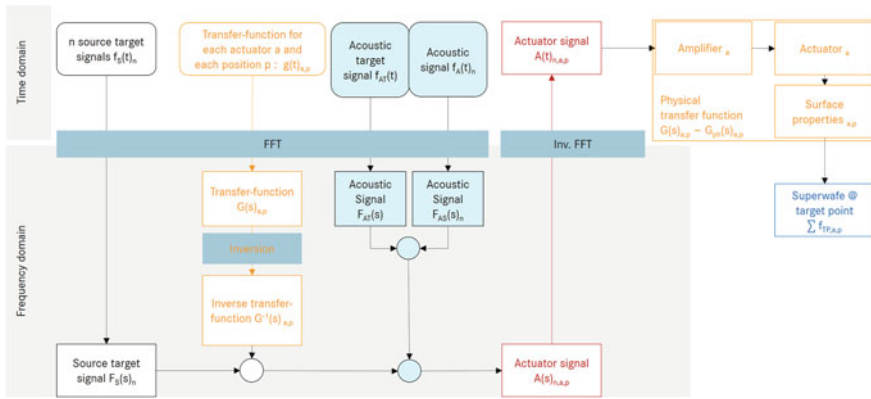 Time domain
n source target
signals f_S(t)_n
Transfer-function for
each actuator a and
each position p : g(t)_a,p
Acoustic
target
signal f_AT(t)
Acoustic
signal f_A(t)_n
Actuator signal
A(t)_n,a,p
Amplifier _a
Actuator _a
Physical
transfer function
G(s)_a,p ~ G_ph(s)_a,p
Surface
properties _a,p
FFT
Inv. FFT
Superwafe @
target point
∑ f_TP,a,p
Frequency domain
Transfer-function
G(s)_a,p
Acoustic
Signal
F_AT(s)
Acoustic
Signal
F_AS(s)_n
Inversion
Inverse transfer-
function G⁻¹(s) _a,p
Source target
signal F_S(s)_n
Actuator signal
A(s)_n,a,p